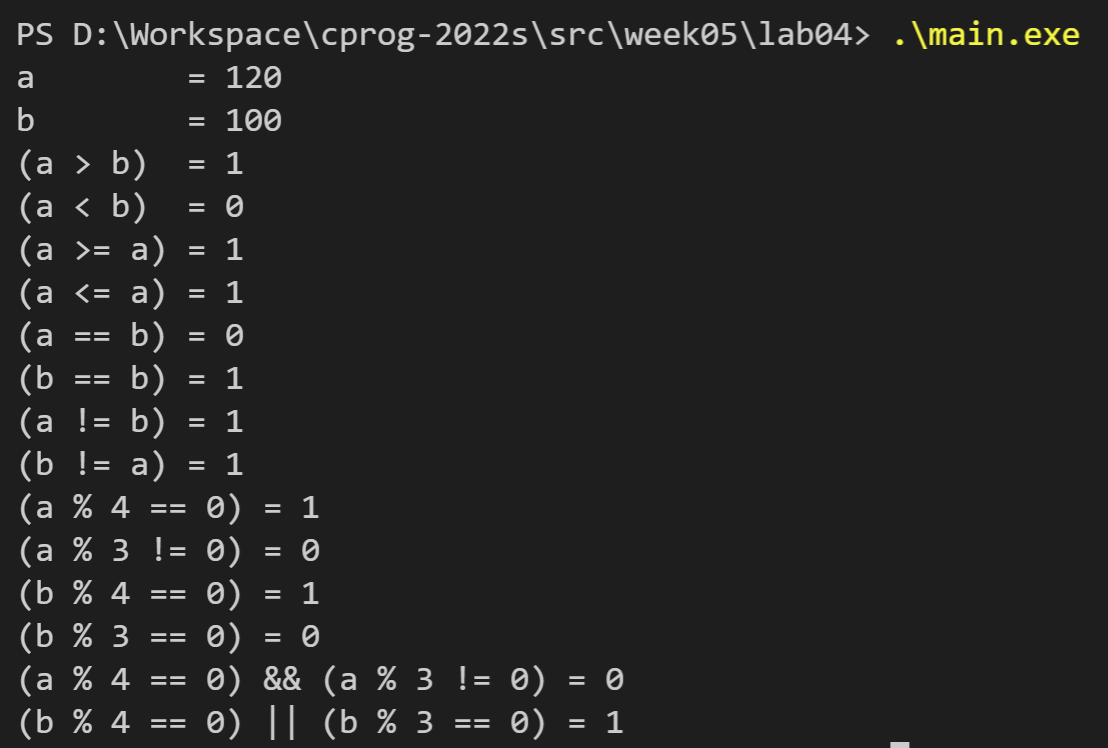 PS D:\Workspace\cprog-2022s\src\week05\lab04> .\main.exe
a        = 120
b        = 100
(a > b)  = 1
(a < b)  = 0
(a >= a) = 1
(a <= a) = 1
(a == b) = 0
(b == b) = 1
(a != b) = 1
(b != a) = 1
(a % 4 == 0) = 1
(a % 3 != 0) = 0
(b % 4 == 0) = 1
(b % 3 == 0) = 0
(a % 4 == 0) && (a % 3 != 0) = 0
(b % 4 == 0) || (b % 3 == 0) = 1